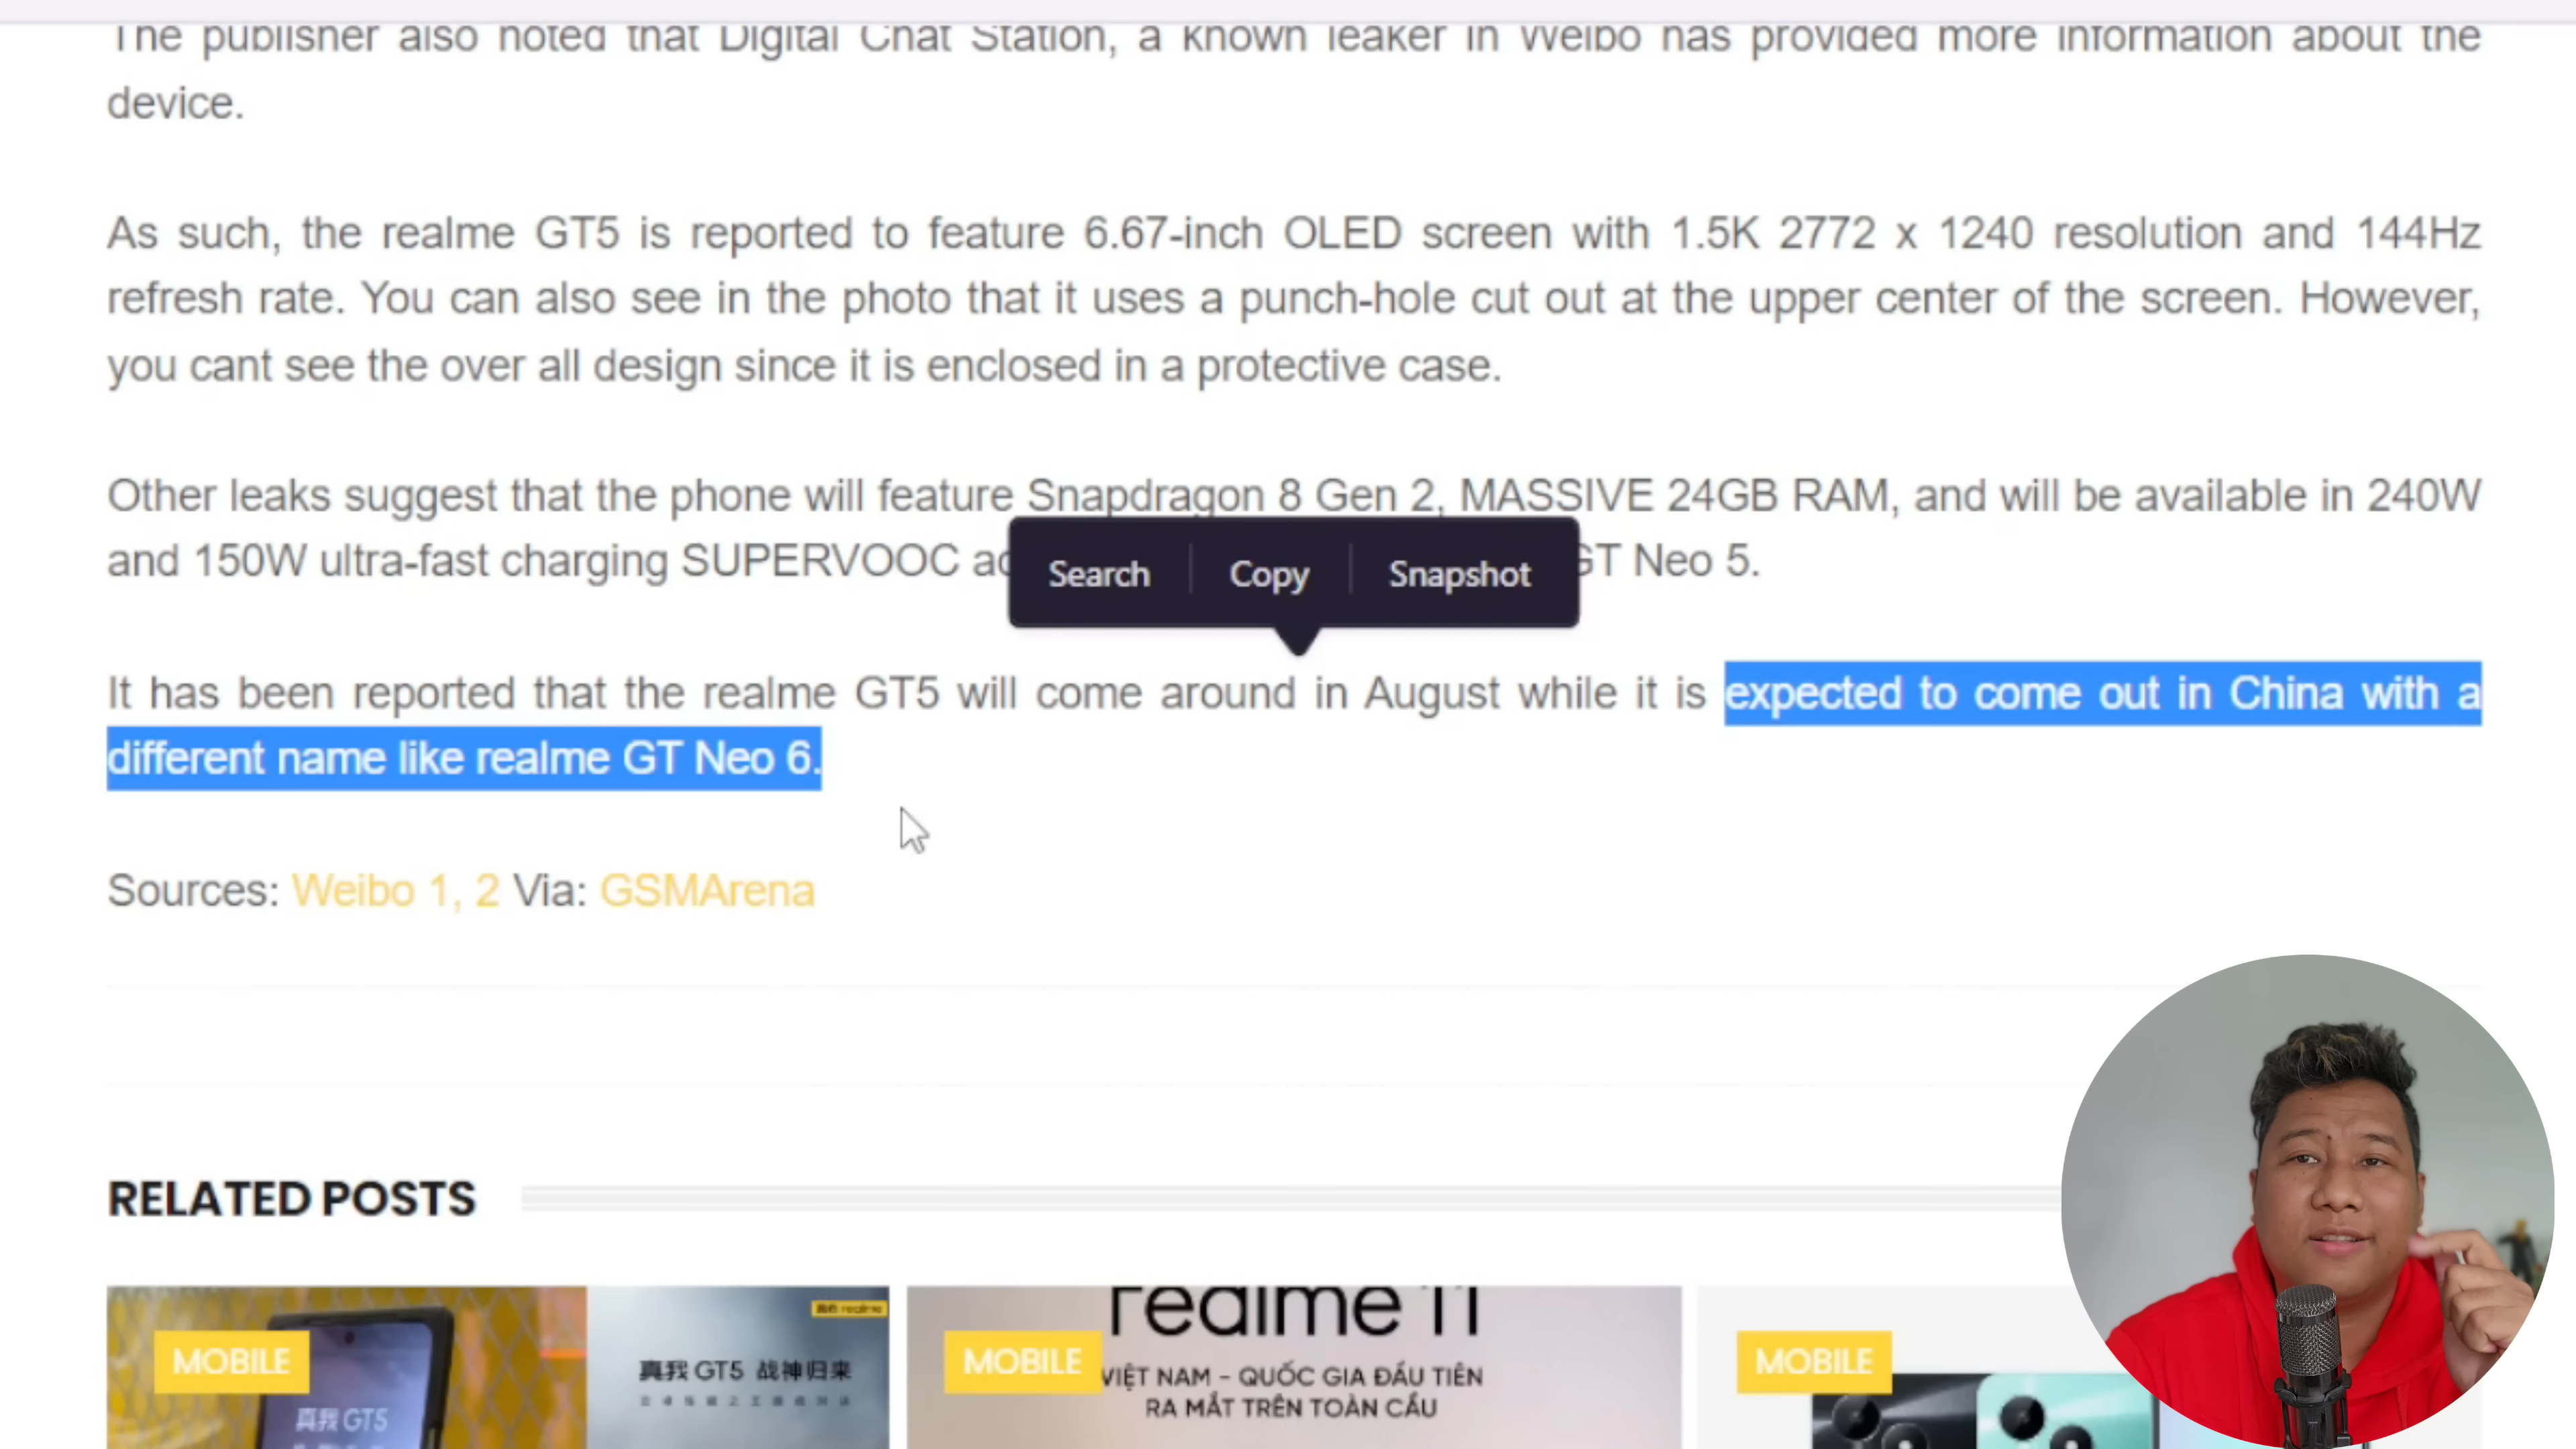 The publisher also noted that Digital Chat Station, a known leaker in Weibo has provided more information about the
device.
As such, the realme GT5 is reported to feature 6.67-inch OLED screen with 1.5K 2772 x 1240 resolution and 144Hz
refresh rate. You can also see in the photo that it uses a punch-hole cut out at the upper center of the screen. However,
you cant see the over all design since it is enclosed in a protective case.
Other leaks suggest that the phone will feature Snapdragon 8 Gen 2, MASSIVE 24GB RAM, and will be available in 240W
and 150W ultra-fast charging SUPERVOOC GT Neo 5.
Search Copy Snapshot
It has been reported that the realme GT5 will come around in August while it is expected to come out in China with a
different name like realme GT Neo 6.
Sources: Weibo 1, 2 Via: GSMArena
RELATED POSTS
MOBILE
真我 GT5
真我 GT5 战神归来
MOBILE
realme 11
VIỆT NAM - QUỐC GIA ĐẦU TIÊN
RA MẮT TRÊN TOÀN CẦU
MOBILE